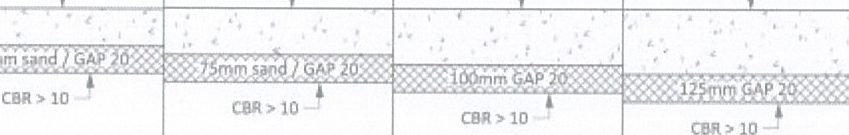 sand / GAP 20
CBR > 10
75mm sand / GAP 20
CBR > 10
100mm GAP 20
CBR > 10
125mm GAP 20
CBR > 10